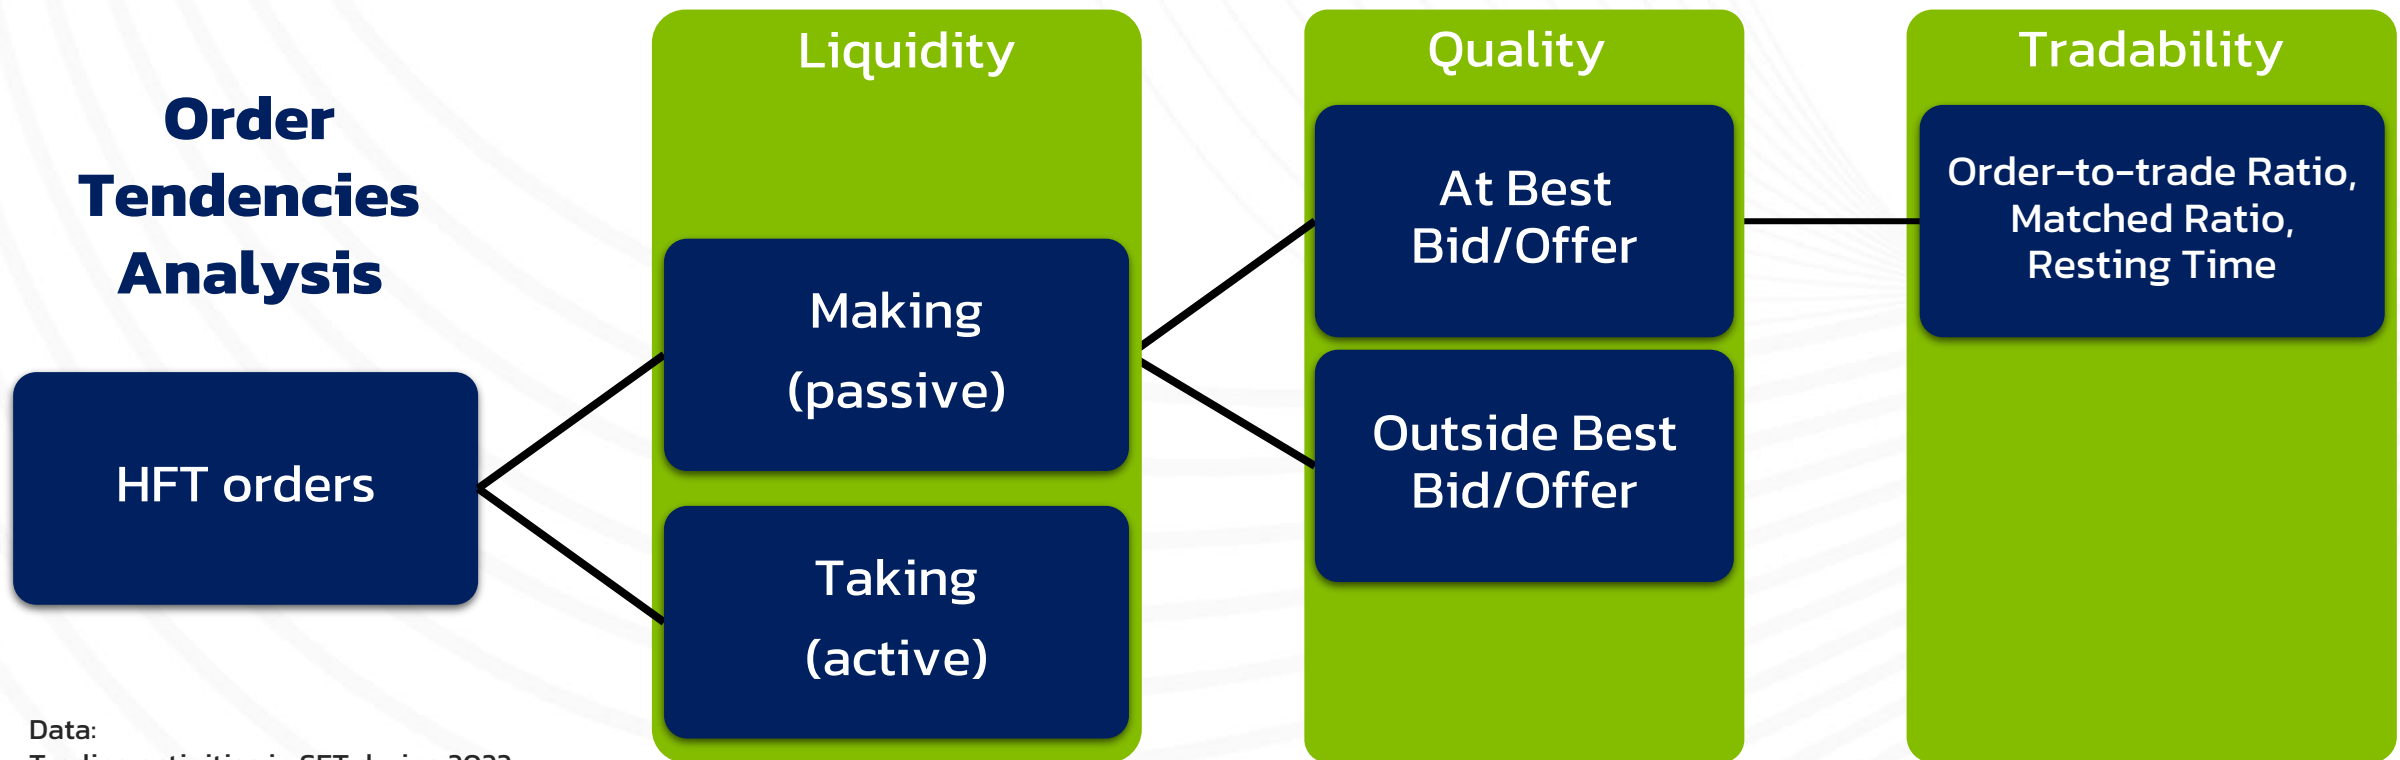 Order
Tendencies
Analysis
HFT orders
Liquidity
Making
(passive)
Taking
(active)
Quality
At Best
Bid/Offer
Outside Best
Bid/Offer
Tradability
Order-to-trade Ratio,
Matched Ratio,
Resting Time
Data: